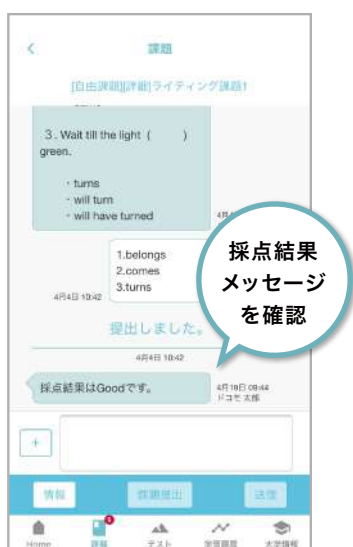 課題
[自由課題][詳細]ライティング課題1
3. Wait till the light (　　)
green.
・turns
・will turn
・will have turned
1.belongs
2.comes
3.turns
4月4日 10:42
提出しました。
4月4日 10:42
採点結果
メッセージ
を確認
採点結果はGoodです。
4月19日 09:44
ドコモ 太郎
+
情報
課題提出
送信
Home
課題
テスト
学習履歴
大学情報